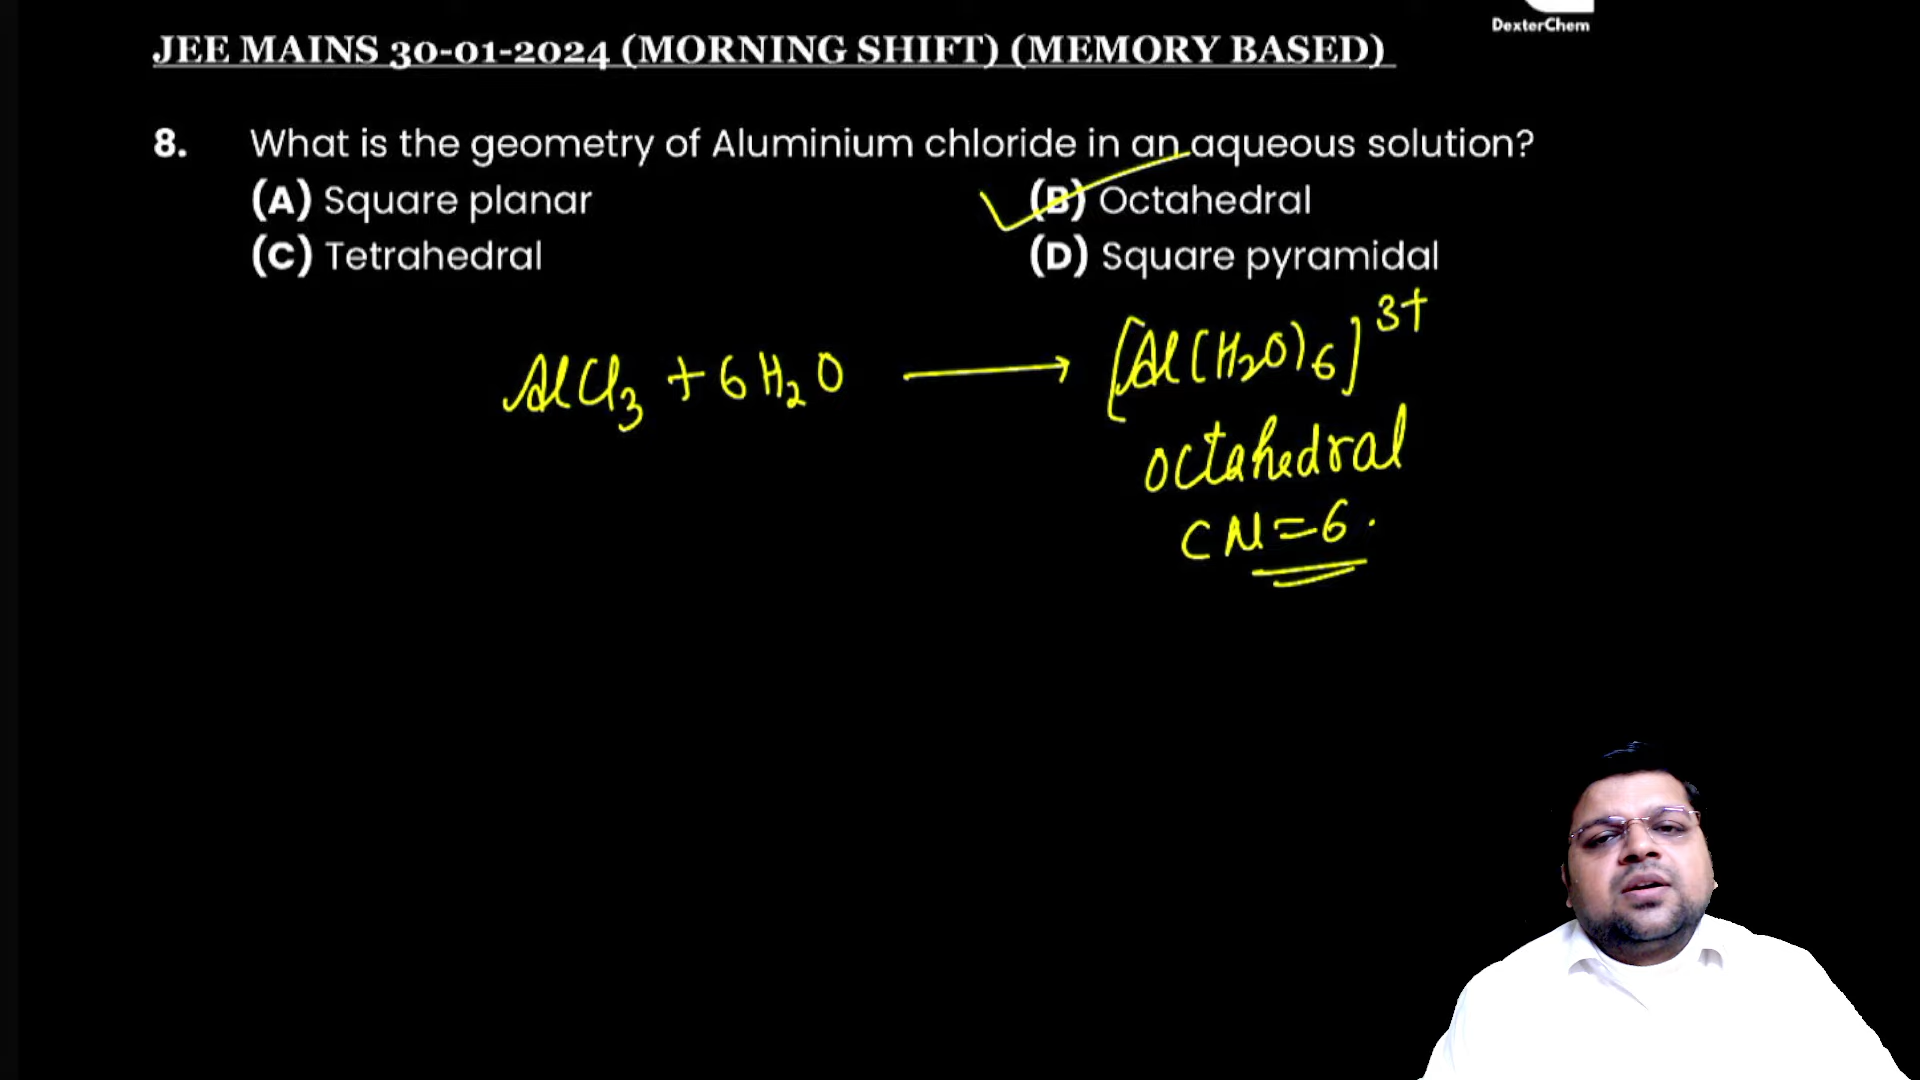 DexterChem
JEE MAINS 30-01-2024 (MORNING SHIFT) (MEMORY BASED)
8. What is the geometry of Aluminium chloride in an aqueous solution?
(A) Square planar (B) Octahedral
(C) Tetrahedral (D) Square pyramidal
AlCl₃ + 6H₂O ⟶ [Al(H₂O)₆]³⁺
octahedral
CN=6.